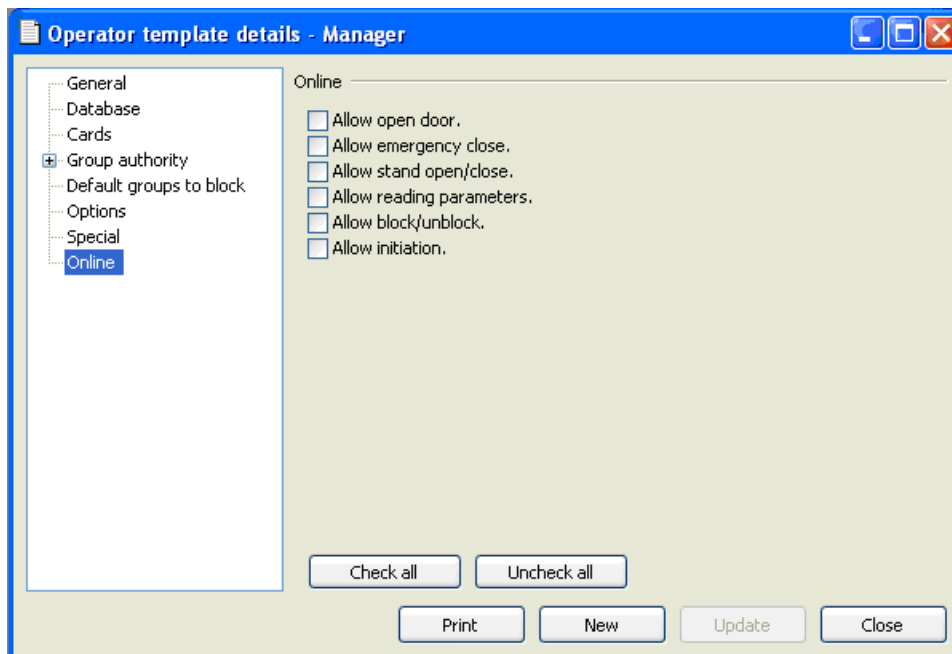 Operator template details - Manager
General
Database
Cards
Group authority
Default groups to block
Options
Special
Online
Online
Allow open door.
Allow emergency close.
Allow stand open/close.
Allow reading parameters.
Allow block/unblock.
Allow initiation.
Check all
Uncheck all
Print
New
Update
Close